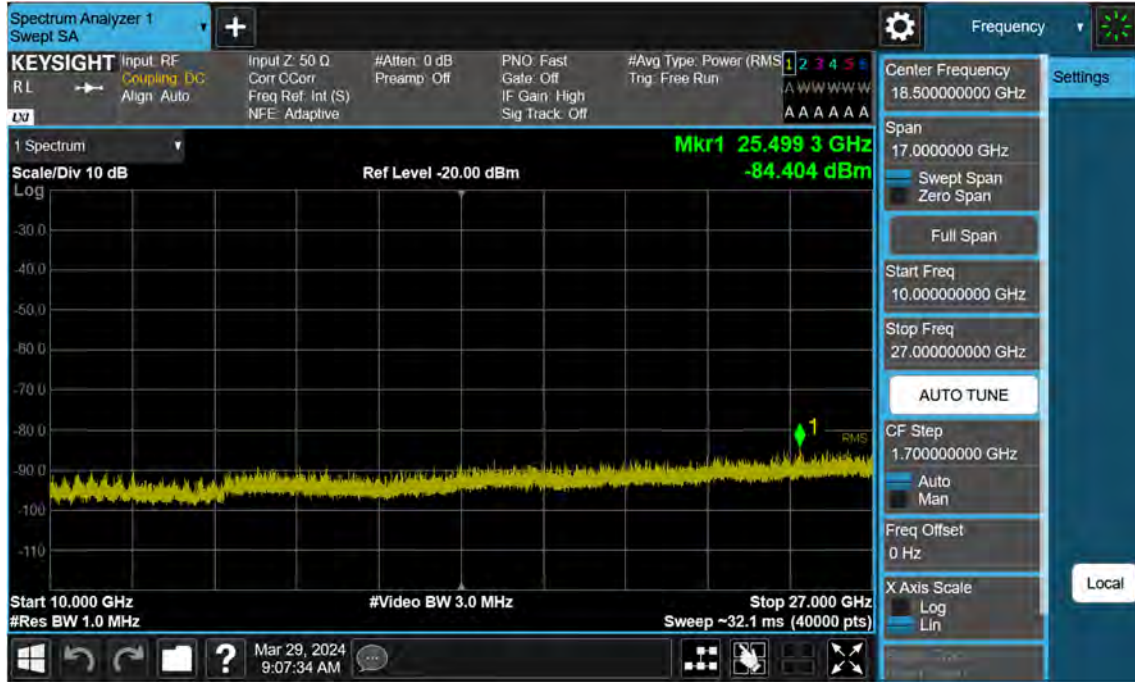 Spectrum Analyzer 1
Swept SA
Frequency
KEYSIGHT
Input: RF
Coupling: DC
Align: Auto
RL
LXI
Input Z: 50 Ω
Corr CCorr
Freq Ref: Int (S)
NFE: Adaptive
#Atten: 0 dB
Preamp: Off
PNO: Fast
Gate: Off
IF Gain: High
Sig Track: Off
#Avg Type: Power (RMS
Trig: Free Run
1 2 3 4 5 6
A W W W W W
A A A A A A
1 Spectrum
Mkr1 25.499 3 GHz
-84.404 dBm
Scale/Div 10 dB
Ref Level -20.00 dBm
Log
-30.0
-40.0
-50.0
-60.0
-70.0
-80.0
-90.0
-100
-110
1
RMS
Start 10.000 GHz
#Video BW 3.0 MHz
Stop 27.000 GHz
#Res BW 1.0 MHz
Sweep ~32.1 ms (40000 pts)
?
Mar 29, 2024
9:07:34 AM
Center Frequency
18.500000000 GHz
Settings
Span
17.0000000 GHz
Swept Span
Zero Span
Full Span
Start Freq
10.000000000 GHz
Stop Freq
27.000000000 GHz
AUTO TUNE
CF Step
1.700000000 GHz
Auto
Man
Freq Offset
0 Hz
X Axis Scale
Log
Lin
Local